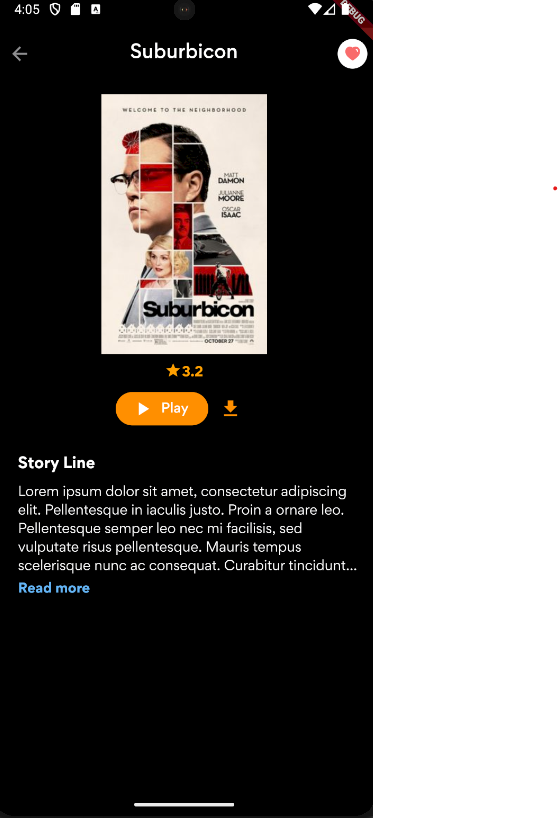 4:05
A
DEBUG
Suburbicon
WELCOME TO THE NEIGHBORHOOD
MATT
DAMON
JULIANNE
MOORE
OSCAR
ISAAC
Suburbicon
OCTOBER 27
3.2
Play
Story Line
Lorem ipsum dolor sit amet, consectetur adipiscing
elit. Pellentesque in iaculis justo. Proin a ornare leo.
Pellentesque semper leo nec mi facilisis, sed
vulputate risus pellentesque. Mauris tempus
scelerisque nunc ac consequat. Curabitur tincidunt...
Read more